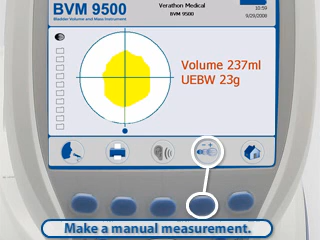 BVM 9500
Bladder Volume and Mass Instrument
Verathon Medical
BVM 9500
10:59
9/29/2008
Volume 237ml
UEBW 23g
Make a manual measurement.